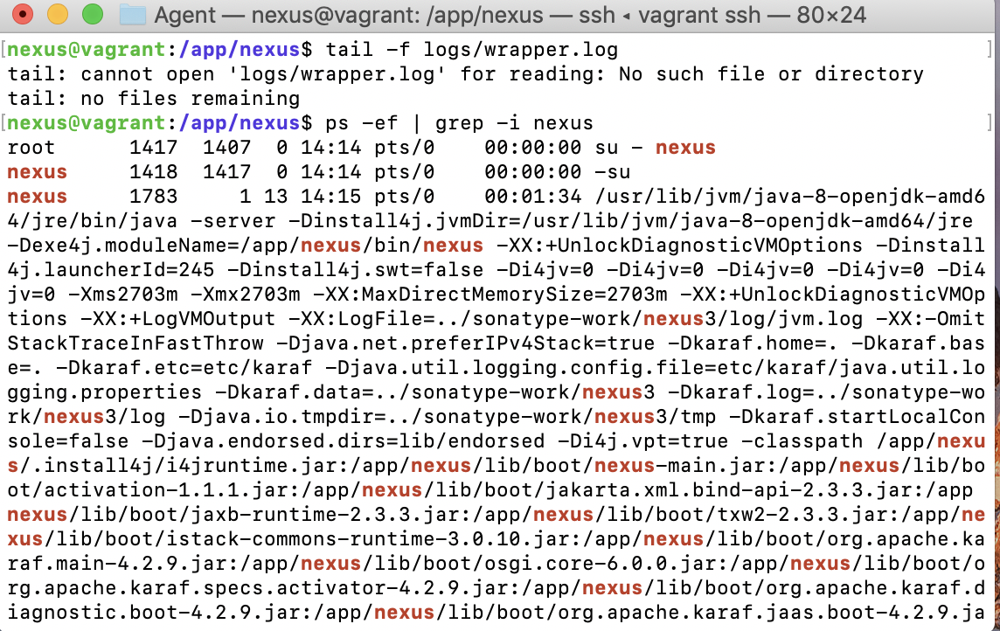 Agent — nexus@vagrant: /app/nexus — ssh ◂ vagrant ssh — 80×24
[nexus@vagrant:/app/nexus$ tail -f logs/wrapper.log ]
tail: cannot open 'logs/wrapper.log' for reading: No such file or directory
tail: no files remaining
[nexus@vagrant:/app/nexus$ ps -ef | grep -i nexus ]
root      1417  1407  0 14:14 pts/0    00:00:00 su - nexus
nexus     1418  1417  0 14:14 pts/0    00:00:00 -su
nexus     1783     1 13 14:15 pts/0    00:01:34 /usr/lib/jvm/java-8-openjdk-amd6
4/jre/bin/java -server -Dinstall4j.jvmDir=/usr/lib/jvm/java-8-openjdk-amd64/jre
-Dexe4j.moduleName=/app/nexus/bin/nexus -XX:+UnlockDiagnosticVMOptions -Dinstall
4j.launcherId=245 -Dinstall4j.swt=false -Di4jv=0 -Di4jv=0 -Di4jv=0 -Di4jv=0 -Di4
jv=0 -Xms2703m -Xmx2703m -XX:MaxDirectMemorySize=2703m -XX:+UnlockDiagnosticVMOp
tions -XX:+LogVMOutput -XX:LogFile=../sonatype-work/nexus3/log/jvm.log -XX:-Omit
StackTraceInFastThrow -Djava.net.preferIPv4Stack=true -Dkaraf.home=. -Dkaraf.bas
e=. -Dkaraf.etc=etc/karaf -Djava.util.logging.config.file=etc/karaf/java.util.lo
gging.properties -Dkaraf.data=../sonatype-work/nexus3 -Dkaraf.log=../sonatype-wo
rk/nexus3/log -Djava.io.tmpdir=../sonatype-work/nexus3/tmp -Dkaraf.startLocalCon
sole=false -Djava.endorsed.dirs=lib/endorsed -Di4j.vpt=true -classpath /app/nexu
s/.install4j/i4jruntime.jar:/app/nexus/lib/boot/nexus-main.jar:/app/nexus/lib/bo
ot/activation-1.1.1.jar:/app/nexus/lib/boot/jakarta.xml.bind-api-2.3.3.jar:/app
nexus/lib/boot/jaxb-runtime-2.3.3.jar:/app/nexus/lib/boot/txw2-2.3.3.jar:/app/ne
xus/lib/boot/istack-commons-runtime-3.0.10.jar:/app/nexus/lib/boot/org.apache.ka
raf.main-4.2.9.jar:/app/nexus/lib/boot/osgi.core-6.0.0.jar:/app/nexus/lib/boot/o
rg.apache.karaf.specs.activator-4.2.9.jar:/app/nexus/lib/boot/org.apache.karaf.d
iagnostic.boot-4.2.9.jar:/app/nexus/lib/boot/org.apache.karaf.jaas.boot-4.2.9.ja